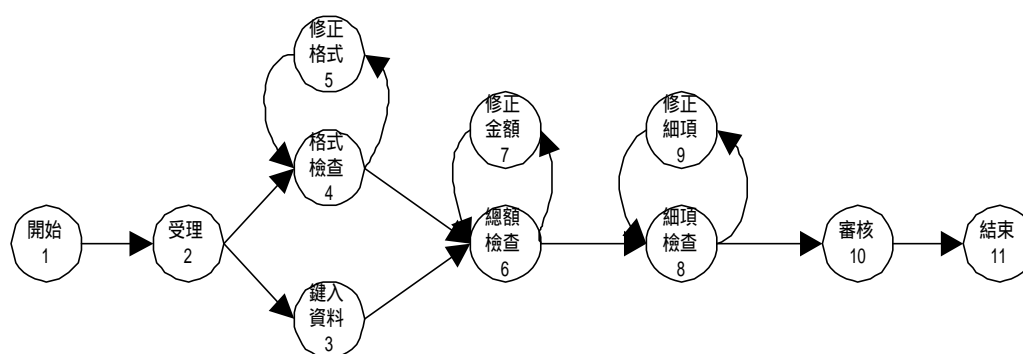 開始
1
受理
2
修正
格式
5
格式
檢查
4
鍵入
資料
3
修正
金額
7
總額
檢查
6
修正
細項
9
細項
檢查
8
審核
10
結束
11